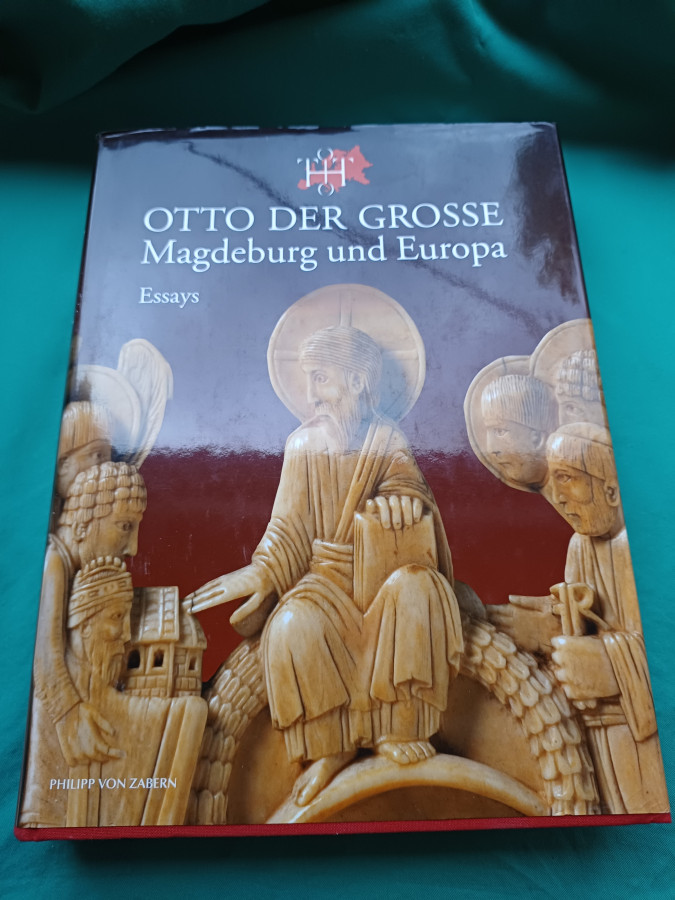 OTTO DER GROSSE
Magdeburg und Europa
Essays
PHILIPP VON ZABERN